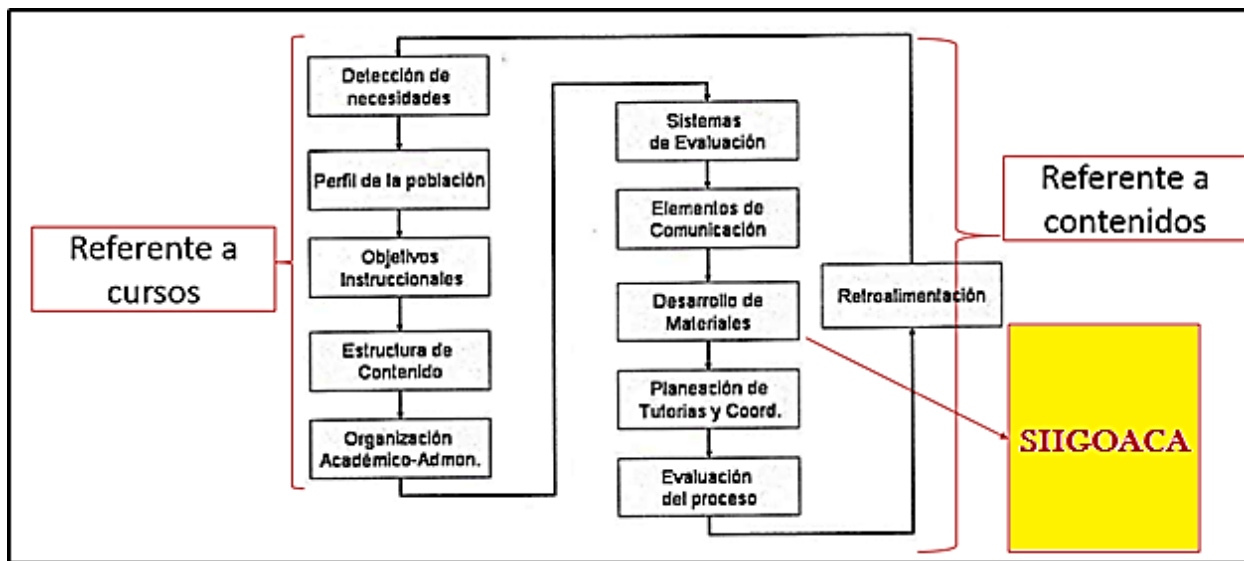 Detección de
necesidades
Perfil de la población
Objetivos
Instruccionales
Estructura de
Contenido
Organización
Académico-Admon.
Referente a
cursos
Sistemas
de Evaluación
Elementos de
Comunicación
Desarrollo de
Materiales
Planeación de
Tutorias y Coord.
Evaluación
del proceso
Retroalimentación
Referente a
contenidos
SIIGOACA